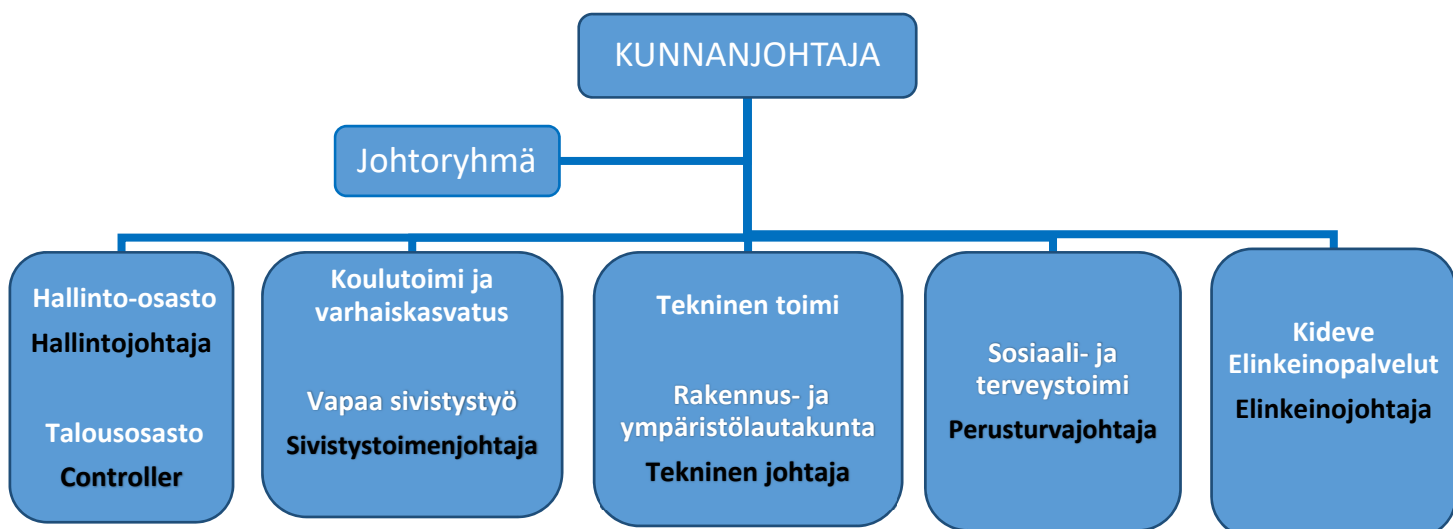 KUNNANJOHTAJA
Johtoryhmä
Hallinto-osasto
Hallintojohtaja
Talousosasto
Controller
Koulutoimi ja
varhaiskasvatus
Vapaa sivistystyö
Sivistystoimenjohtaja
Tekninen toimi
Rakennus- ja
ympäristölautakunta
Tekninen johtaja
Sosiaali- ja
terveystoimi
Perusturvajohtaja
Kideve
Elinkeinopalvelut
Elinkeinojohtaja